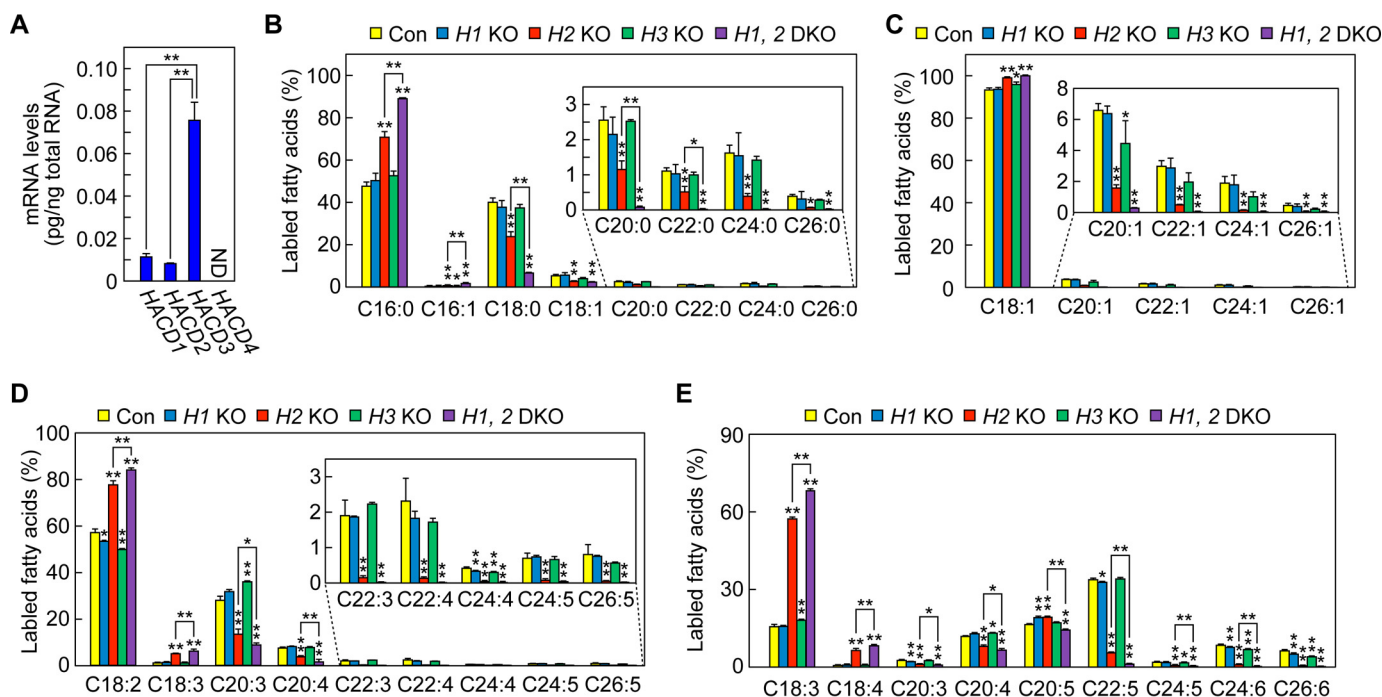 A
mRNA levels
(pg/ng total RNA)
0.10
0.08
0.06
0.04
0.02
0
**
**
ND
HACD1
HACD2
HACD3
HACD4
B
Con H1 KO H2 KO H3 KO H1, 2 DKO
Labled fatty acids (%)
100
80
60
40
20
0
** **
** ** **
** ** **
** **
3
2
1
0
** ** **
** * **
** **
* *
C20:0 C22:0 C24:0 C26:0
C16:0 C16:1 C18:0 C18:1 C20:0 C22:0 C24:0 C26:0
C
Con H1 KO H2 KO H3 KO H1, 2 DKO
Labled fatty acids (%)
100
80
60
40
20
0
** * **
8
6
4
2
0
** *
** **
** **
** **
C20:1 C22:1 C24:1 C26:1
C18:1 C20:1 C22:1 C24:1 C26:1
D
Con H1 KO H2 KO H3 KO H1, 2 DKO
Labled fatty acids (%)
100
80
60
40
20
0
* ** ** ** **
** ** **
** ** * **
* ** **
3
2
1
0
** **
** **
** ** ** **
** **
** **
C22:3 C22:4 C24:4 C24:5 C26:5
C18:2 C18:3 C20:3 C20:4 C22:3 C22:4 C24:4 C24:5 C26:5
E
Con H1 KO H2 KO H3 KO H1, 2 DKO
Labled fatty acids (%)
90
60
30
0
C18:3 C18:4 C20:3 C20:4 C20:5 C22:5 C24:5 C24:6 C26:6